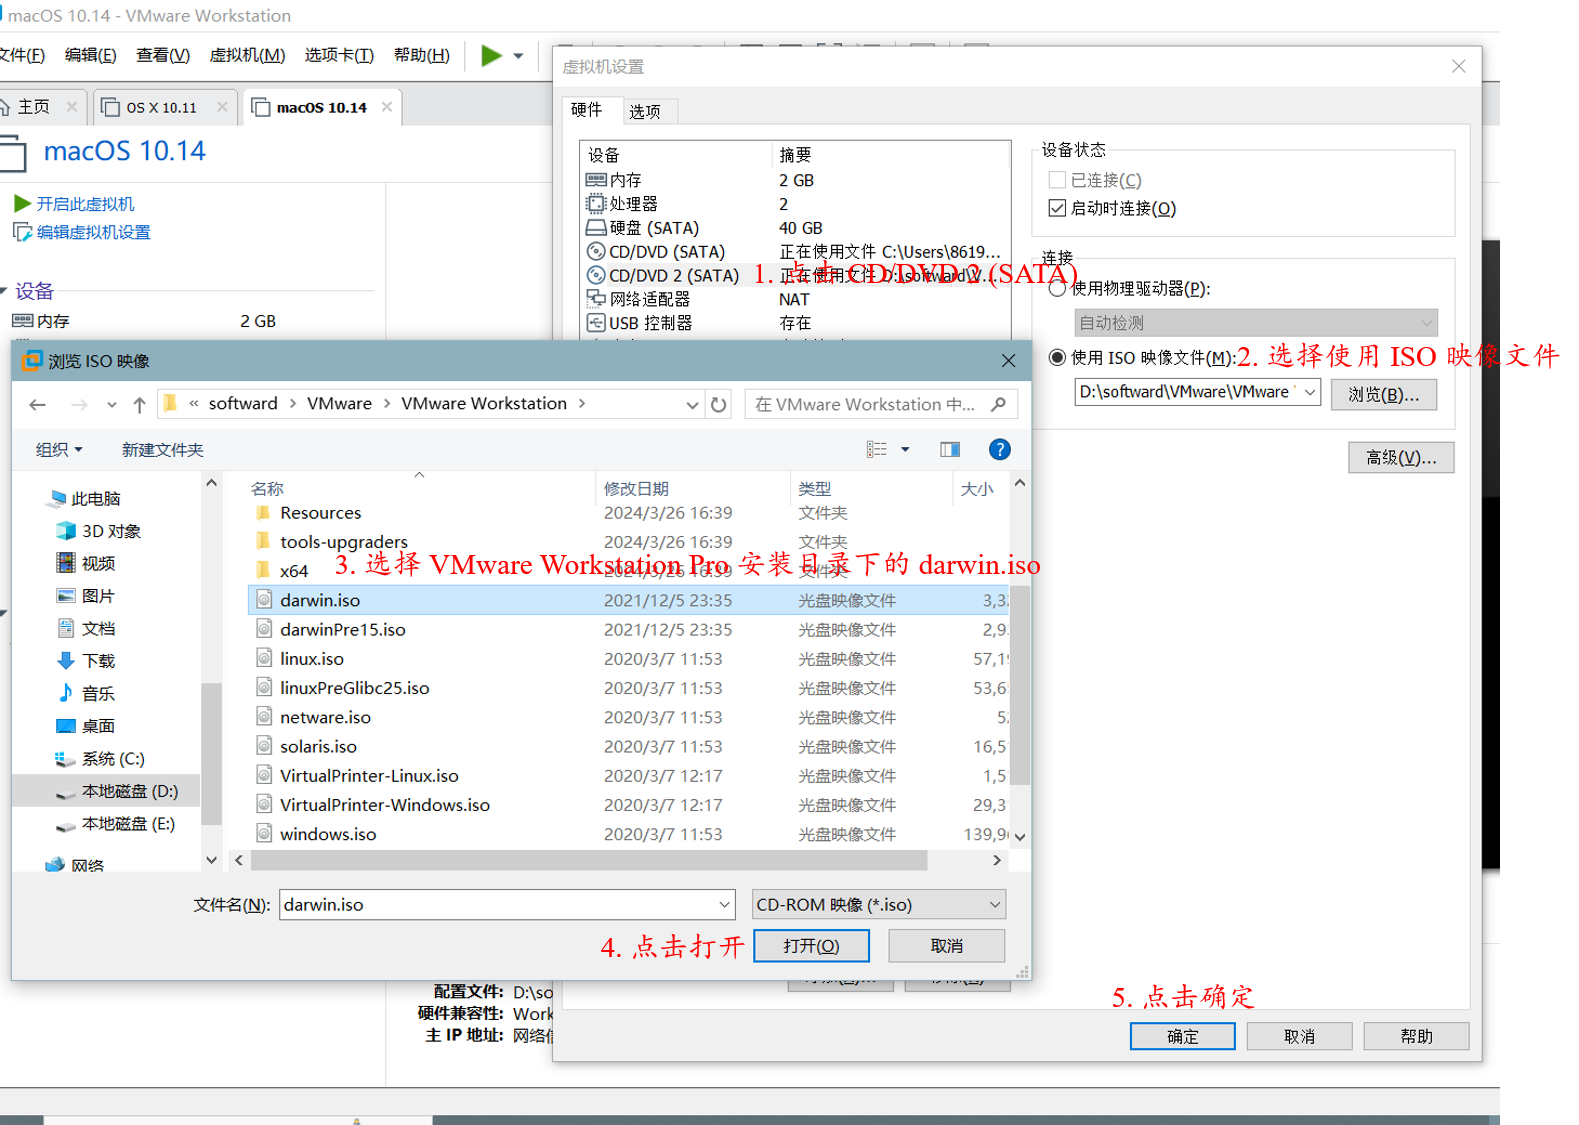 macOS 10.14 - VMware Workstation
文件(F) 编辑(E) 查看(V) 虚拟机(M) 选项卡(T) 帮助(H)
主页 OS X 10.11 macOS 10.14
macOS 10.14
开启此虚拟机
编辑虚拟机设置
设备
内存 2 GB
虚拟机设置
硬件 选项
设备 摘要
内存 2 GB
处理器 2
硬盘 (SATA) 40 GB
CD/DVD (SATA) 正在使用文件 C:\Users\8619...
CD/DVD 2 (SATA) 正在使用文件 D:\softward\V...
1. 点击 CD/DVD 2 (SATA)
网络适配器 NAT
USB 控制器 存在
设备状态
已连接(C)
启动时连接(O)
连接
使用物理驱动器(P):
自动检测
使用 ISO 映像文件(M):
2. 选择使用 ISO 映像文件
D:\softward\VMware\VMware 浏览(B)...
高级(V)...
浏览 ISO 映像
« softward › VMware › VMware Workstation ›
在 VMware Workstation 中...
组织 新建文件夹
此电脑
3D 对象
视频
图片
文档
下载
音乐
桌面
系统 (C:)
本地磁盘 (D:)
本地磁盘 (E:)
网络
名称 修改日期 类型 大小
Resources 2024/3/26 16:39 文件夹
tools-upgraders 2024/3/26 16:39 文件夹
x64 2024/3/26 16:39 文件夹
3. 选择 VMware Workstation Pro 安装目录下的 darwin.iso
darwin.iso 2021/12/5 23:35 光盘映像文件 3,3
darwinPre15.iso 2021/12/5 23:35 光盘映像文件 2,9
linux.iso 2020/3/7 11:53 光盘映像文件 57,1
linuxPreGlibc25.iso 2020/3/7 11:53 光盘映像文件 53,6
netware.iso 2020/3/7 11:53 光盘映像文件 5
solaris.iso 2020/3/7 11:53 光盘映像文件 16,5
VirtualPrinter-Linux.iso 2020/3/7 12:17 光盘映像文件 1,5
VirtualPrinter-Windows.iso 2020/3/7 12:17 光盘映像文件 29,3
windows.iso 2020/3/7 11:53 光盘映像文件 139,9
文件名(N): darwin.iso CD-ROM 映像 (*.iso)
4. 点击打开 打开(O) 取消
配置文件: D:\so
硬件兼容性: Work
主 IP 地址: 网络信
5. 点击确定
确定 取消 帮助